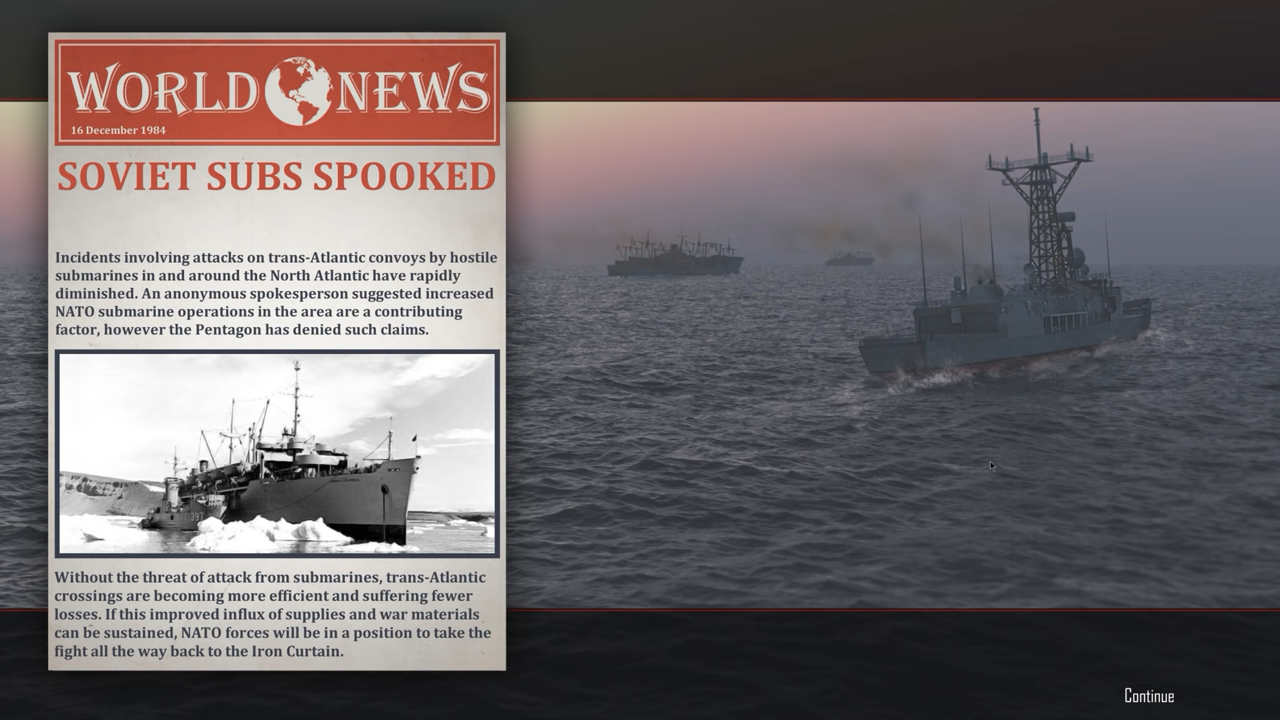 WORLD NEWS
16 December 1984
SOVIET SUBS SPOOKED
Incidents involving attacks on trans-Atlantic convoys by hostile
submarines in and around the North Atlantic have rapidly
diminished. An anonymous spokesperson suggested increased
NATO submarine operations in the area are a contributing
factor, however the Pentagon has denied such claims.
397
Without the threat of attack from submarines, trans-Atlantic
crossings are becoming more efficient and suffering fewer
losses. If this improved influx of supplies and war materials
can be sustained, NATO forces will be in a position to take the
fight all the way back to the Iron Curtain.
Continue